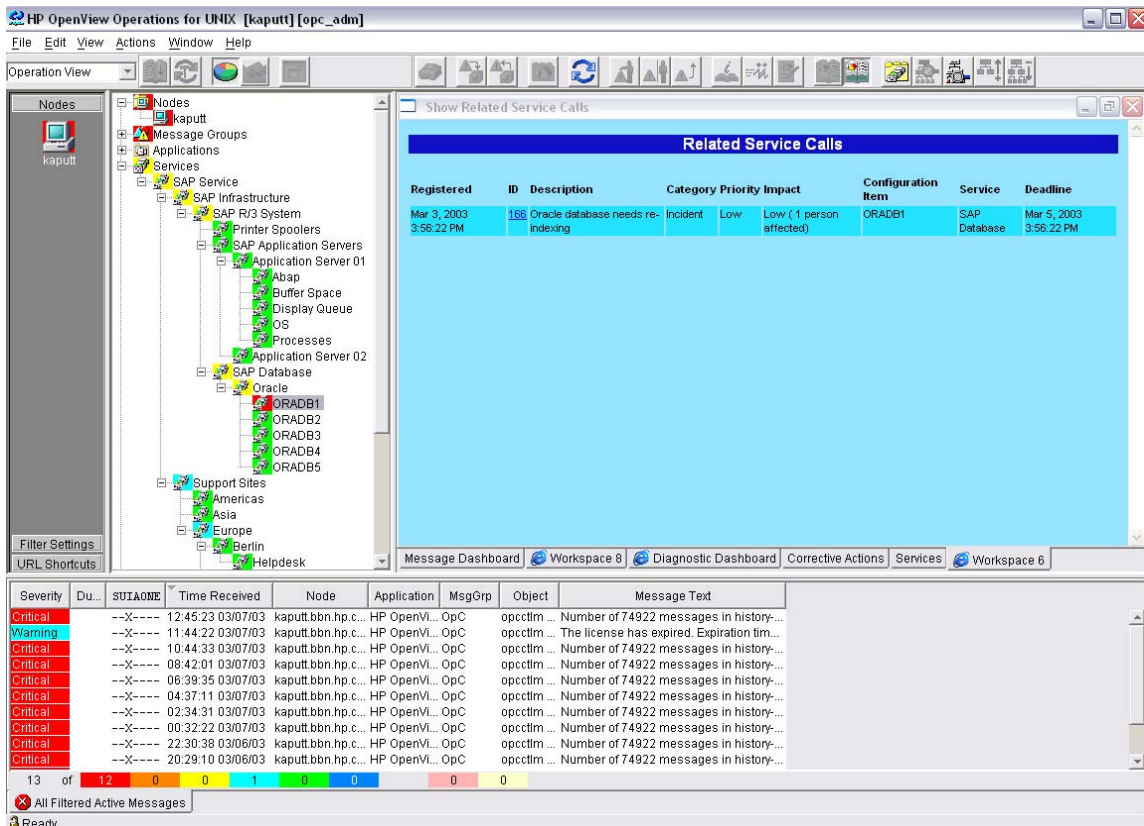 HP OpenView Operations for UNIX [kaputt] [opc_adm]
File Edit View Actions Window Help
Operation View
Nodes
kaputt
Filter Settings
URL Shortcuts
Nodes
kaputt
Message Groups
Applications
Services
SAP Service
SAP Infrastructure
SAP R/3 System
Printer Spoolers
SAP Application Servers
Application Server 01
Abap
Buffer Space
Display Queue
OS
Processes
Application Server 02
SAP Database
Oracle
ORADB1
ORADB2
ORADB3
ORADB4
ORADB5
Support Sites
Americas
Asia
Europe
Berlin
Helpdesk
Show Related Service Calls
Related Service Calls
Registered ID Description Category Priority Impact Configuration Item Service Deadline
Mar 3, 2003 166 Oracle database needs re- Incident Low Low ( 1 person ORADB1 SAP Mar 5, 2003
3:56:22 PM indexing affected) Database 3:56:22 PM
Message Dashboard Workspace 8 Diagnostic Dashboard Corrective Actions Services Workspace 6
Severity Du... SUIAONE Time Received Node Application MsgGrp Object Message Text
Critical --X---- 12:45:23 03/07/03 kaputt.bbn.hp.c... HP OpenVi... OpC opcctlm ... Number of 74922 messages in history-...
Warning --X---- 11:44:22 03/07/03 kaputt.bbn.hp.c... HP OpenVi... OpC opcctlm ... The license has expired. Expiration tim...
Critical --X---- 10:44:33 03/07/03 kaputt.bbn.hp.c... HP OpenVi... OpC opcctlm ... Number of 74922 messages in history-...
Critical --X---- 08:42:01 03/07/03 kaputt.bbn.hp.c... HP OpenVi... OpC opcctlm ... Number of 74922 messages in history-...
Critical --X---- 06:39:35 03/07/03 kaputt.bbn.hp.c... HP OpenVi... OpC opcctlm ... Number of 74922 messages in history-...
Critical --X---- 04:37:11 03/07/03 kaputt.bbn.hp.c... HP OpenVi... OpC opcctlm ... Number of 74922 messages in history-...
Critical --X---- 02:34:31 03/07/03 kaputt.bbn.hp.c... HP OpenVi... OpC opcctlm ... Number of 74922 messages in history-...
Critical --X---- 00:32:22 03/07/03 kaputt.bbn.hp.c... HP OpenVi... OpC opcctlm ... Number of 74922 messages in history-...
Critical --X---- 22:30:38 03/06/03 kaputt.bbn.hp.c... HP OpenVi... OpC opcctlm ... Number of 74922 messages in history-...
Critical --X---- 20:29:10 03/06/03 kaputt.bbn.hp.c... HP OpenVi... OpC opcctlm ... Number of 74922 messages in history-...
13 of 12 0 0 1 0 0 0 0
All Filtered Active Messages
Ready